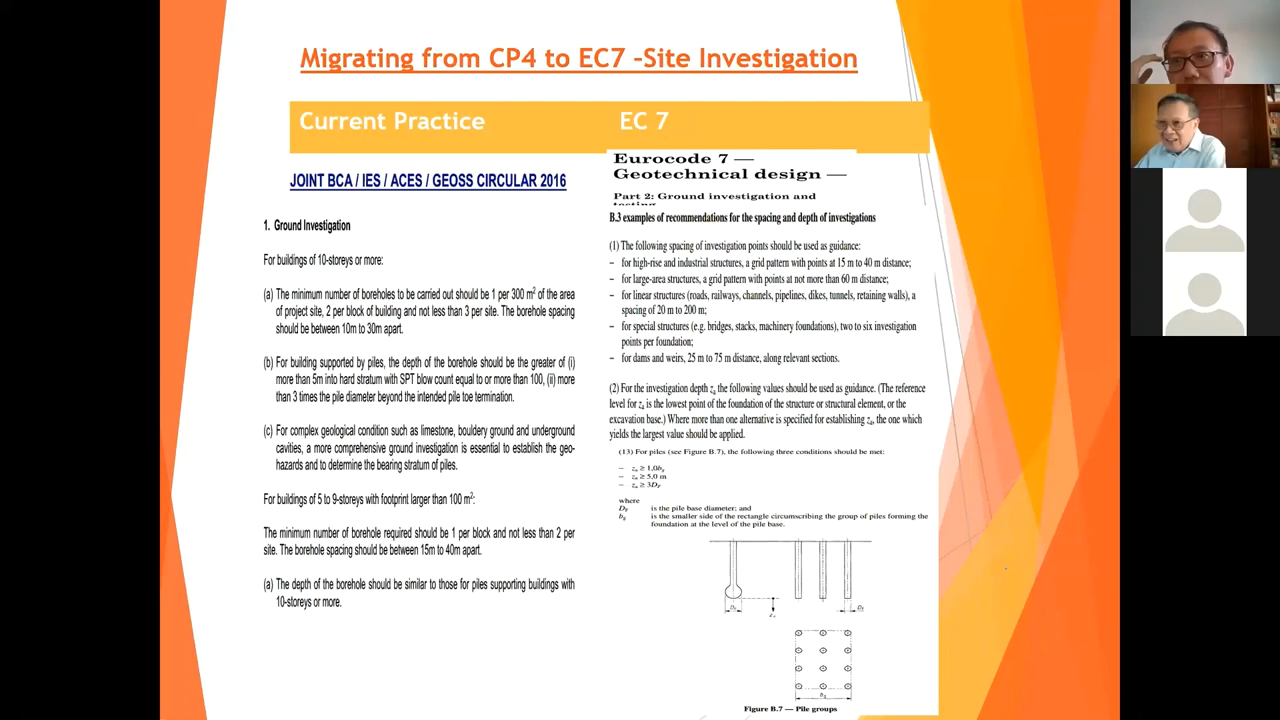 Migrating from CP4 to EC7 –Site Investigation
Current Practice
EC 7
JOINT BCA / IES / ACES / GEOSS CIRCULAR 2016
1. Ground Investigation
For buildings of 10-storeys or more:
(a) The minimum number of boreholes to be carried out should be 1 per 300 m² of the area
of project site, 2 per block of building and not less than 3 per site. The borehole spacing
should be between 10m to 30m apart.
(b) For building supported by piles, the depth of the borehole should be the greater of (i)
more than 5m into hard stratum with SPT blow count equal to or more than 100, (ii) more
than 3 times the pile diameter beyond the intended pile toe termination.
(c) For complex geological condition such as limestone, bouldery ground and underground
cavities, a more comprehensive ground investigation is essential to establish the geo-
hazards and to determine the bearing stratum of piles.
For buildings of 5 to 9-storeys with footprint larger than 100 m²:
The minimum number of borehole required should be 1 per block and not less than 2 per
site. The borehole spacing should be between 15m to 40m apart.
(a) The depth of the borehole should be similar to those for piles supporting buildings with
10-storeys or more.
Eurocode 7 —
Geotechnical design —
Part 2: Ground investigation and
testing
B.3 examples of recommendations for the spacing and depth of investigations
(1) The following spacing of investigation points should be used as guidance:
– for high-rise and industrial structures, a grid pattern with points at 15 m to 40 m distance;
– for large-area structures, a grid pattern with points at not more than 60 m distance;
– for linear structures (roads, railways, channels, pipelines, dikes, tunnels, retaining walls), a
spacing of 20 m to 200 m;
– for special structures (e.g. bridges, stacks, machinery foundations), two to six investigation
points per foundation;
– for dams and weirs, 25 m to 75 m distance, along relevant sections.
(2) For the investigation depth za the following values should be used as guidance. (The reference
level for za is the lowest point of the foundation of the structure or structural element, or the
excavation base.) Where more than one alternative is specified for establishing za, the one which
yields the largest value should be applied.
(13) For piles (see Figure B.7), the following three conditions should be met:
– za ≥ 1,0bg
– za ≥ 5,0 m
– za ≥ 3DF
where
DF is the pile base diameter; and
bg is the smaller side of the rectangle circumscribing the group of piles forming the
foundation at the level of the pile base.
DF
za
DF
bg
Figure B.7 — Pile groups